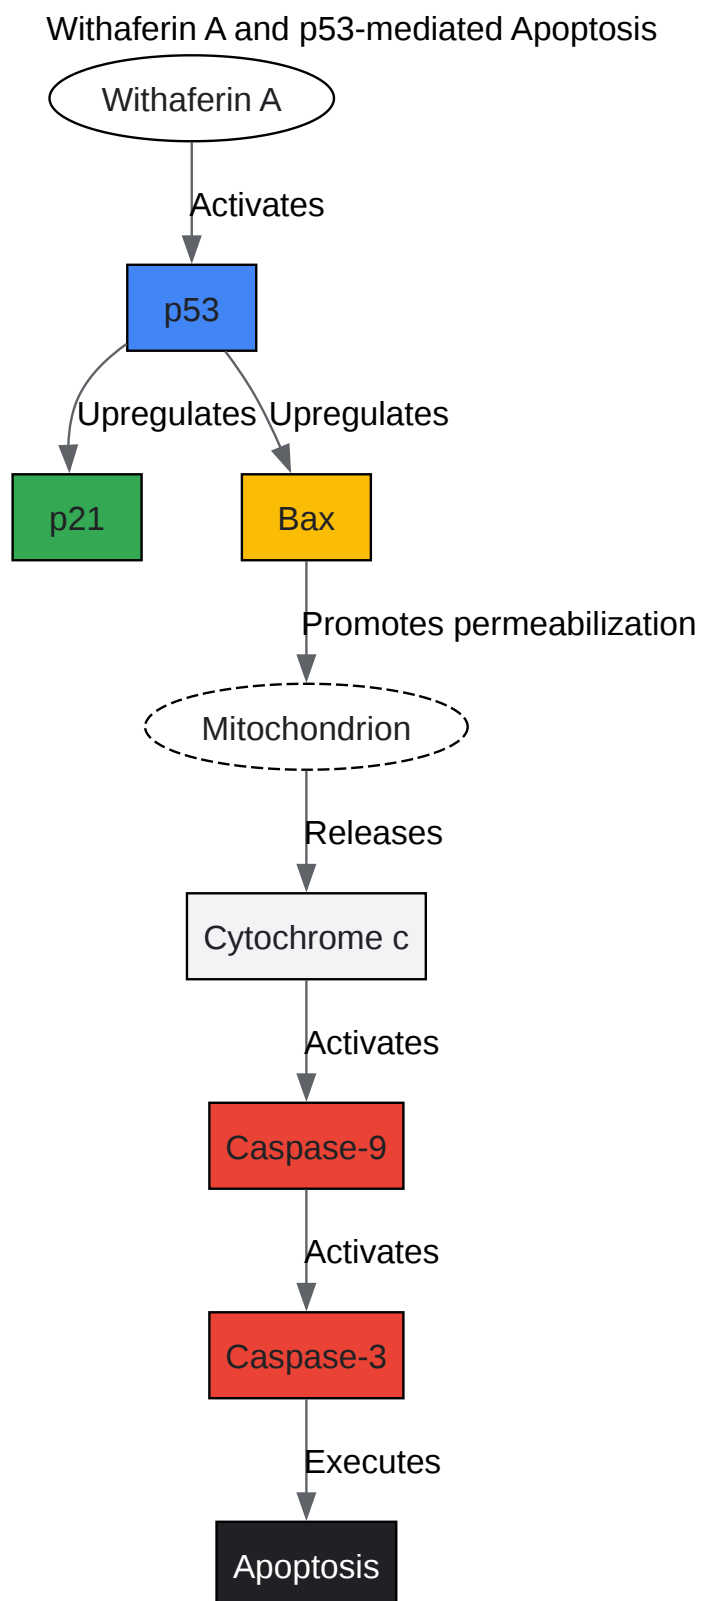 Withaferin A and p53-mediated Apoptosis
Withaferin A
Activates
p53
Upregulates
Upregulates
p21
Bax
Promotes permeabilization
Mitochondrion
Releases
Cytochrome c
Activates
Caspase-9
Activates
Caspase-3
Executes
Apoptosis